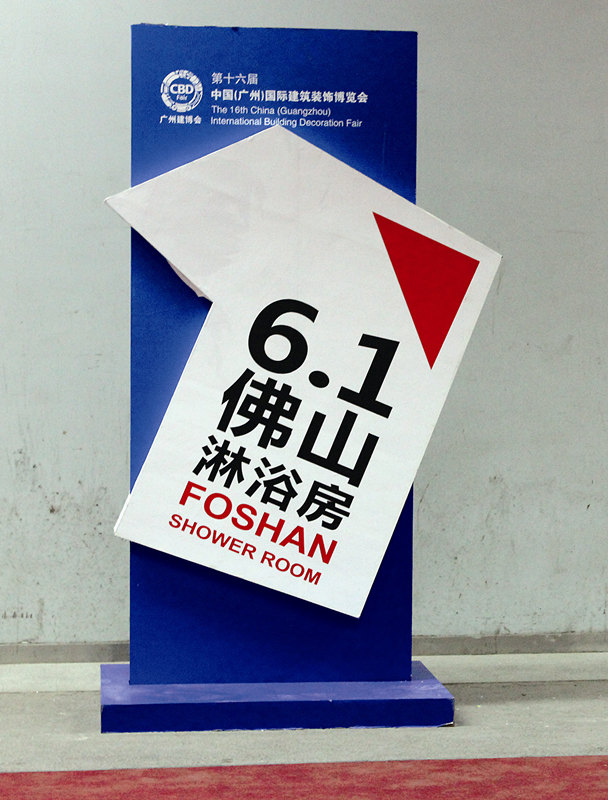 CBD
Fair
广州建博会
第十六届
中国(广州)国际建筑装饰博览会
The 16th China (Guangzhou)
International Building Decoration Fair
6.1
佛山
淋浴房
FOSHAN
SHOWER ROOM